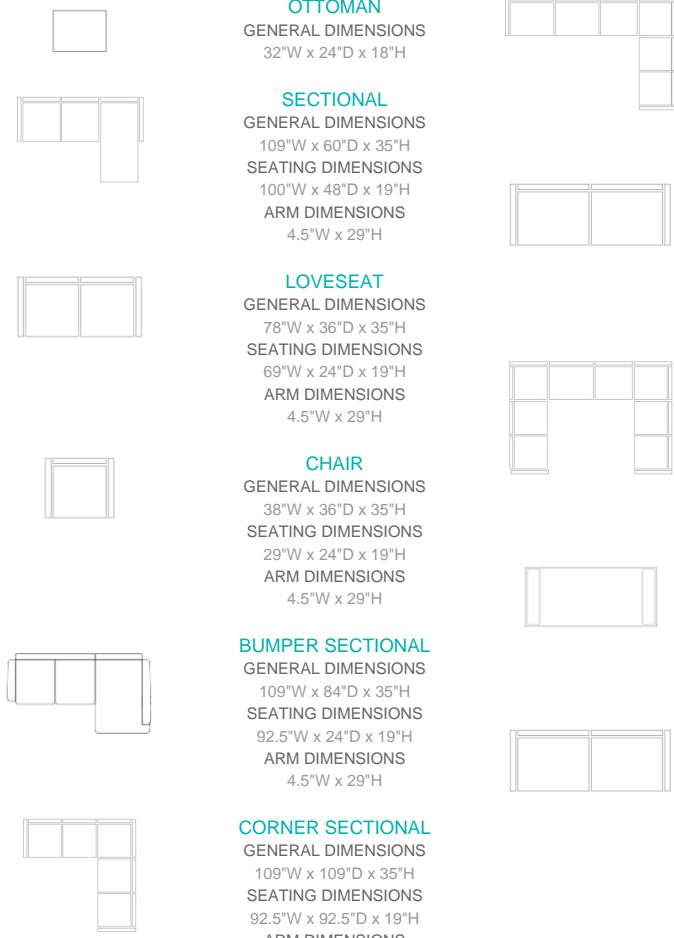 OTTOMAN
GENERAL DIMENSIONS
32"W x 24"D x 18"H
SECTIONAL
GENERAL DIMENSIONS
109"W x 60"D x 35"H
SEATING DIMENSIONS
100"W x 48"D x 19"H
ARM DIMENSIONS
4.5"W x 29"H
LOVESEAT
GENERAL DIMENSIONS
78"W x 36"D x 35"H
SEATING DIMENSIONS
69"W x 24"D x 19"H
ARM DIMENSIONS
4.5"W x 29"H
CHAIR
GENERAL DIMENSIONS
38"W x 36"D x 35"H
SEATING DIMENSIONS
29"W x 24"D x 19"H
ARM DIMENSIONS
4.5"W x 29"H
BUMPER SECTIONAL
GENERAL DIMENSIONS
109"W x 84"D x 35"H
SEATING DIMENSIONS
92.5"W x 24"D x 19"H
ARM DIMENSIONS
4.5"W x 29"H
CORNER SECTIONAL
GENERAL DIMENSIONS
109"W x 109"D x 35"H
SEATING DIMENSIONS
92.5"W x 92.5"D x 19"H
ARM DIMENSIONS